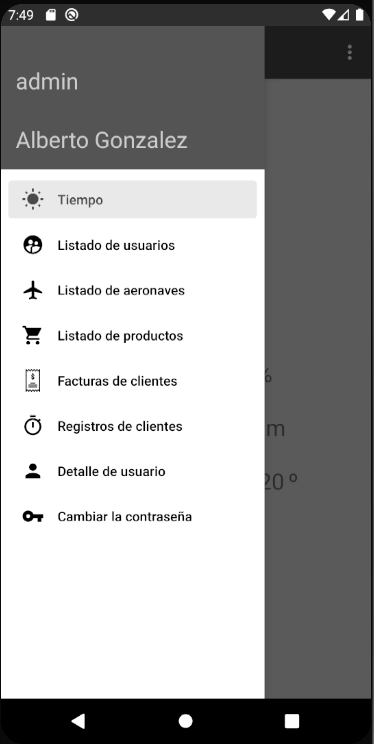 7:49
admin
Alberto Gonzalez
Tiempo
Listado de usuarios
Listado de aeronaves
Listado de productos
Facturas de clientes
Registros de clientes
Detalle de usuario
Cambiar la contraseña
%
m
20 º